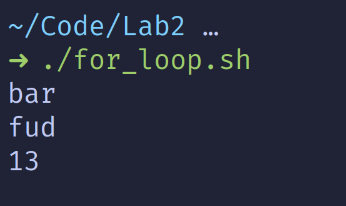 ~/Code/Lab2 …
➜ ./for_loop.sh
bar
fud
13